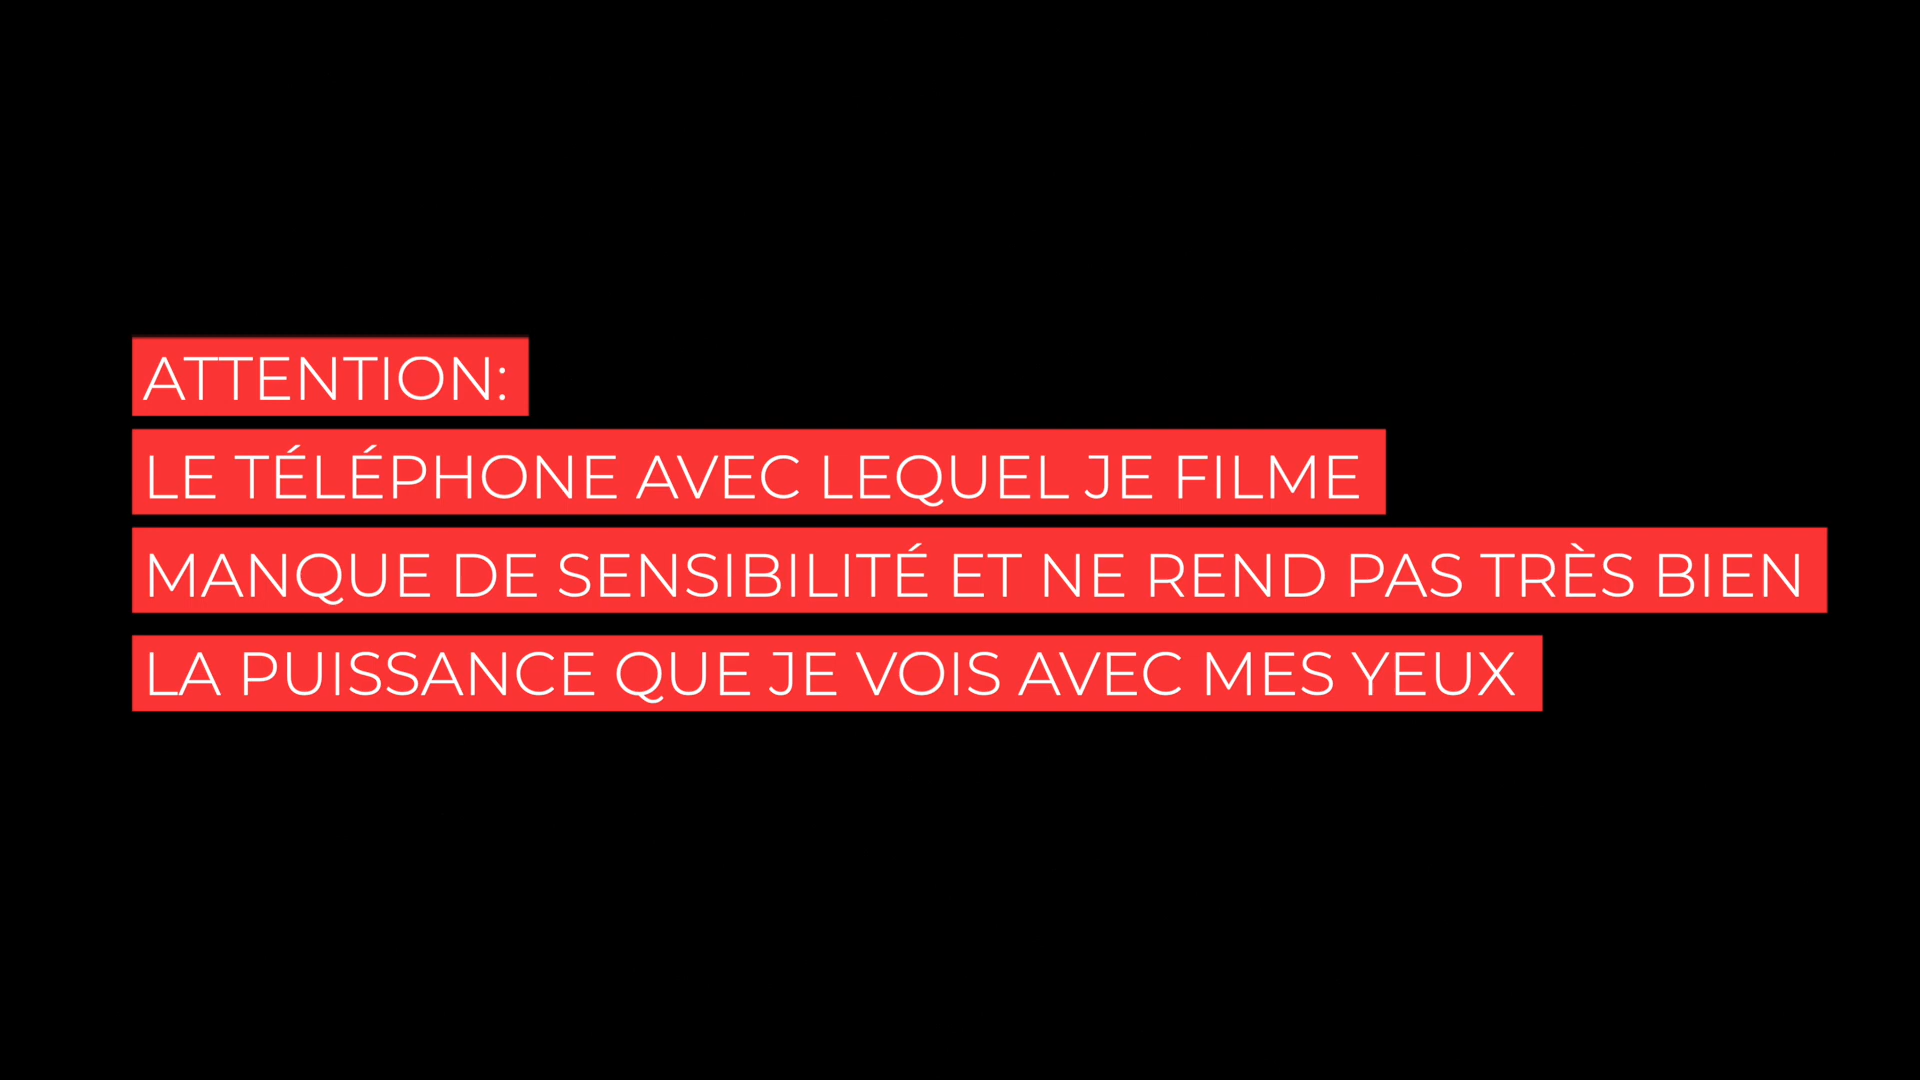 ATTENTION:
LE TÉLÉPHONE AVEC LEQUEL JE FILME
MANQUE DE SENSIBILITÉ ET NE REND PAS TRÈS BIEN
LA PUISSANCE QUE JE VOIS AVEC MES YEUX